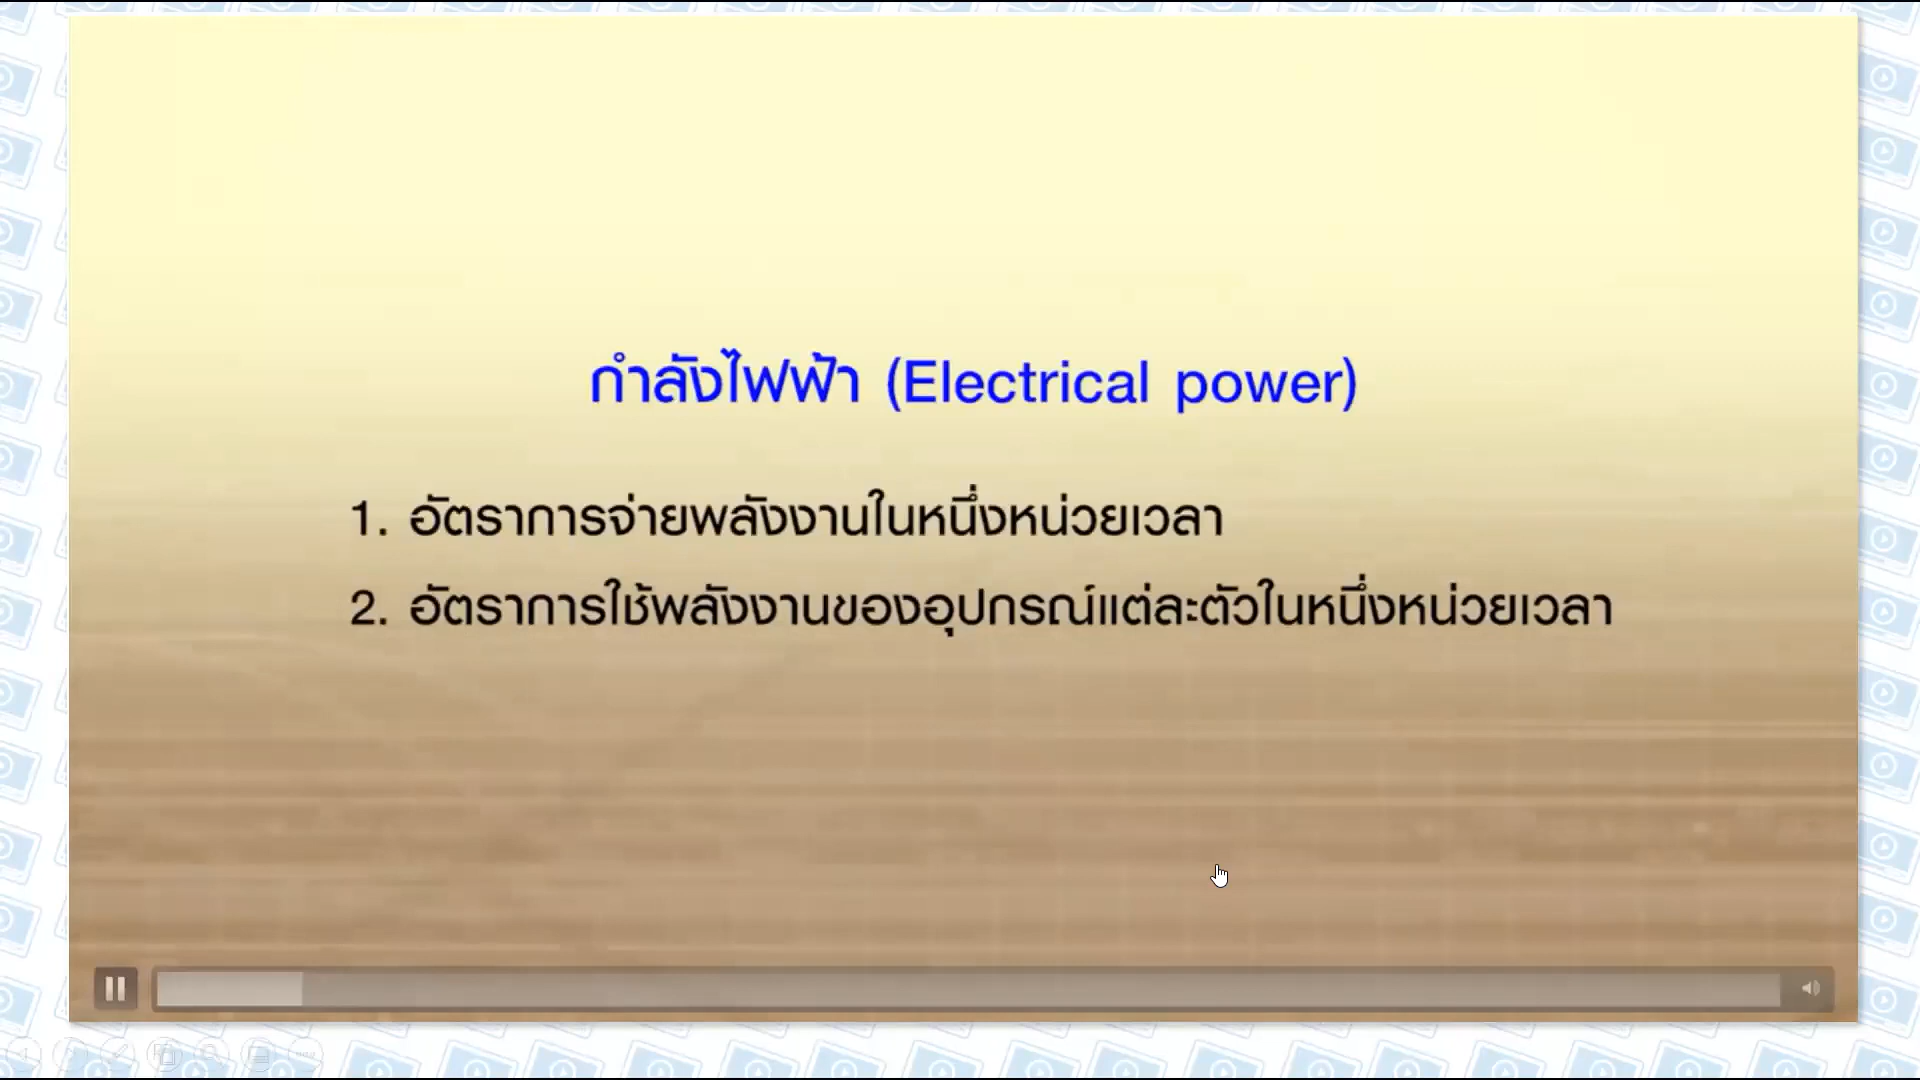 กำลังไฟฟ้า (Electrical power)
1. อัตราการจ่ายพลังงานในหนึ่งหน่วยเวลา
2. อัตราการใช้พลังงานของอุปกรณ์แต่ละตัวในหนึ่งหน่วยเวลา